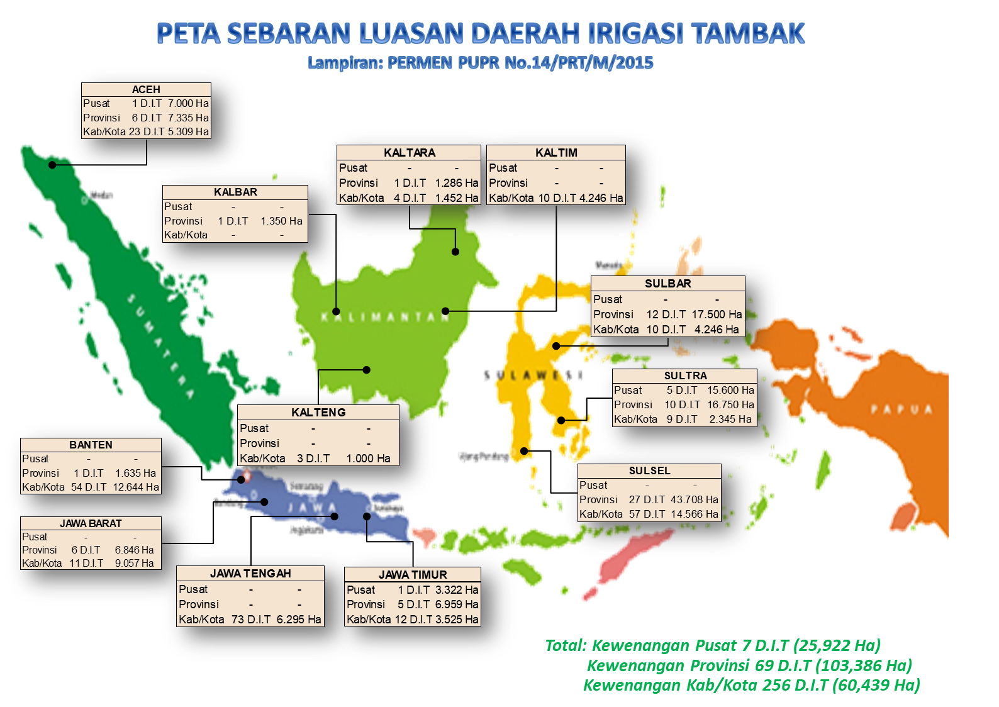 PETA SEBARAN LUASAN DAERAH IRIGASI TAMBAK
Lampiran: PERMEN PUPR No.14/PRT/M/2015
ACEH
Pusat 1 D.I.T 7.000 Ha
Provinsi 6 D.I.T 7.335 Ha
Kab/Kota 23 D.I.T 5.309 Ha
KALTARA
Pusat - -
Provinsi 1 D.I.T 1.286 Ha
Kab/Kota 4 D.I.T 1.452 Ha
KALTIM
Pusat - -
Provinsi - -
Kab/Kota 10 D.I.T 4.246 Ha
KALBAR
Pusat - -
Provinsi 1 D.I.T 1.350 Ha
Kab/Kota - -
Medan
SUMATERA
KALIMANTAN
Manado
SULBAR
Pusat - -
Provinsi 12 D.I.T 17.500 Ha
Kab/Kota 10 D.I.T 4.246 Ha
SULAWESI
SULTRA
Pusat 5 D.I.T 15.600 Ha
Provinsi 10 D.I.T 16.750 Ha
Kab/Kota 9 D.I.T 2.345 Ha
PAPUA
KALTENG
Pusat - -
Provinsi - -
Kab/Kota 3 D.I.T 1.000 Ha
BANTEN
Pusat - -
Provinsi 1 D.I.T 1.635 Ha
Kab/Kota 54 D.I.T 12.644 Ha
Ujung Pandang
SULSEL
Pusat - -
Provinsi 27 D.I.T 43.708 Ha
Kab/Kota 57 D.I.T 14.566 Ha
Semarang
Bandung
JAWA
Surabaya
Jogjakarta
JAWA BARAT
Pusat - -
Provinsi 6 D.I.T 6.846 Ha
Kab/Kota 11 D.I.T 9.057 Ha
JAWA TENGAH
Pusat - -
Provinsi - -
Kab/Kota 73 D.I.T 6.295 Ha
JAWA TIMUR
Pusat 1 D.I.T 3.322 Ha
Provinsi 5 D.I.T 6.959 Ha
Kab/Kota 12 D.I.T 3.525 Ha
Total: Kewenangan Pusat 7 D.I.T (25,922 Ha)
Kewenangan Provinsi 69 D.I.T (103,386 Ha)
Kewenangan Kab/Kota 256 D.I.T (60,439 Ha)